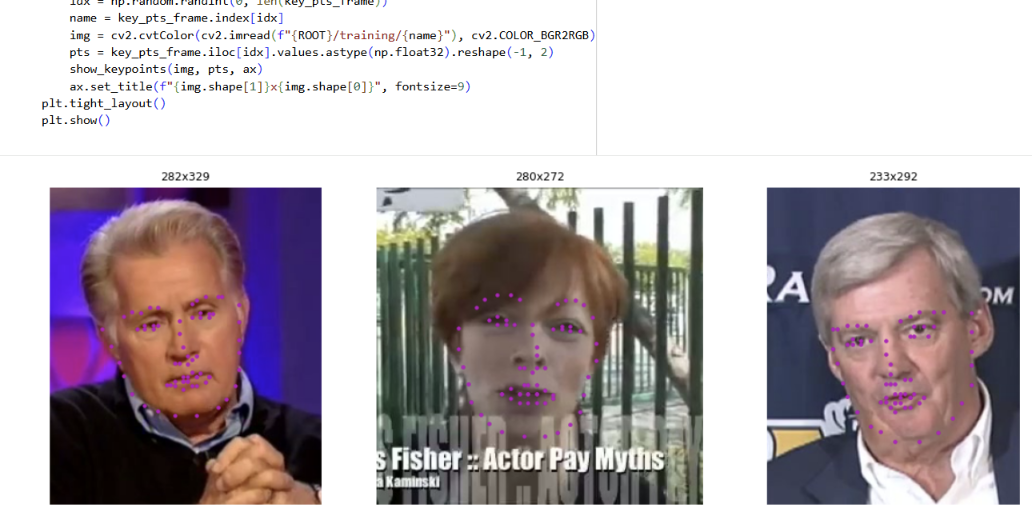 idx = np.random.randint(0, len(key_pts_frame))
name = key_pts_frame.index[idx]
img = cv2.cvtColor(cv2.imread(f"{ROOT}/training/{name}"), cv2.COLOR_BGR2RGB)
pts = key_pts_frame.iloc[idx].values.astype(np.float32).reshape(-1, 2)
show_keypoints(img, pts, ax)
ax.set_title(f"{img.shape[1]}x{img.shape[0]}", fontsize=9)
plt.tight_layout()
plt.show()
282x329
280x272
233x292
s Fisher :: Actor Pay Myths
a Kaminski
RA
OM